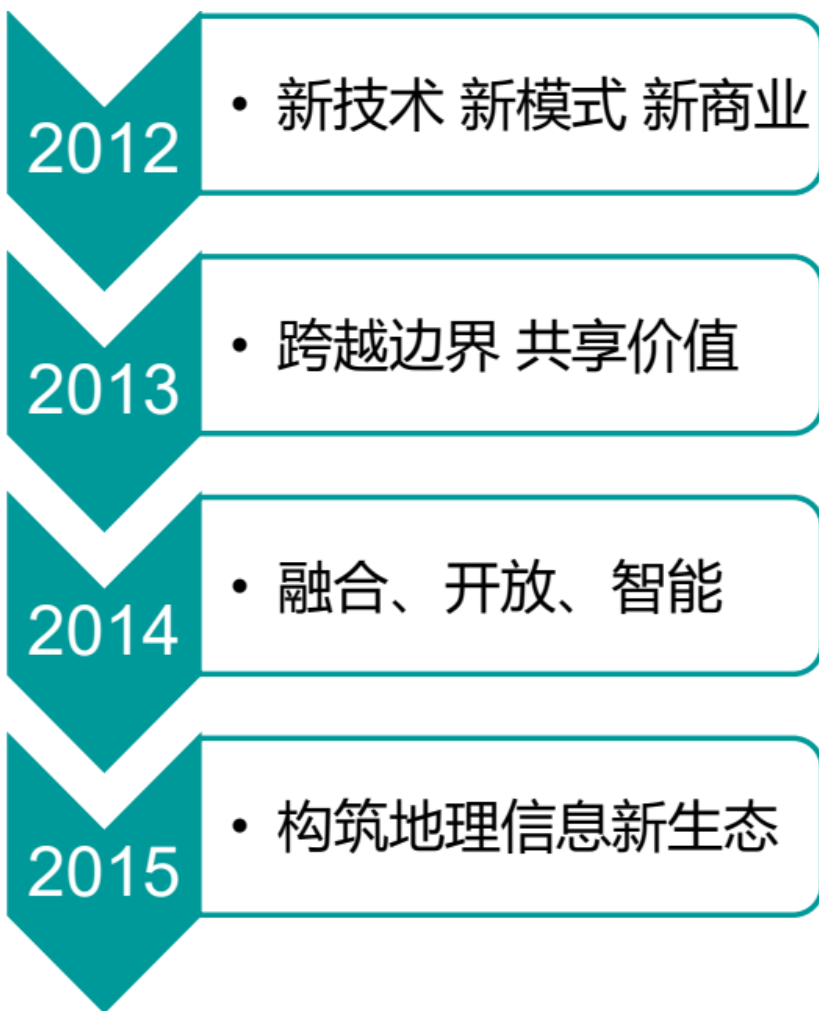 2012
• 新技术 新模式 新商业
2013
• 跨越边界 共享价值
2014
• 融合、开放、智能
2015
• 构筑地理信息新生态